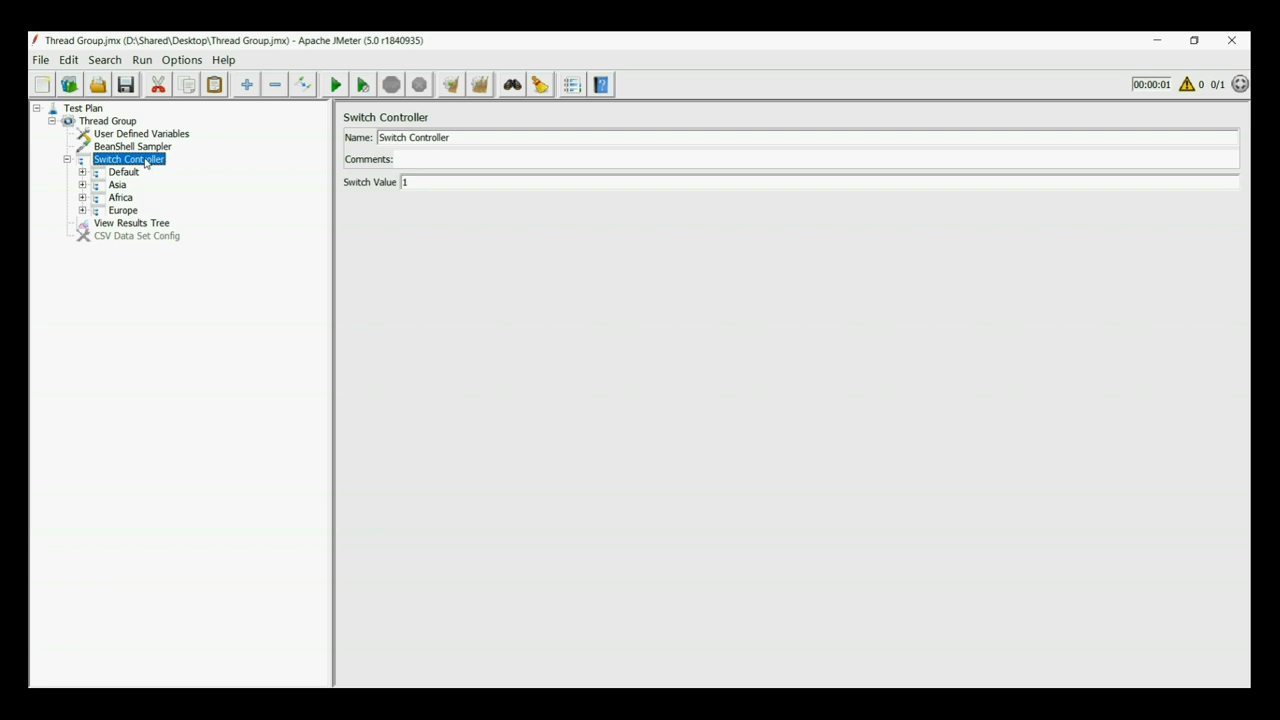 Thread Group.jmx (D:\Shared\Desktop\Thread Group.jmx) - Apache JMeter (5.0 r1840935)
File Edit Search Run Options Help
00:00:01 0 0/1
Test Plan
Thread Group
User Defined Variables
BeanShell Sampler
Switch Controller
Default
Asia
Africa
Europe
View Results Tree
CSV Data Set Config
Switch Controller
Name: Switch Controller
Comments:
Switch Value 1